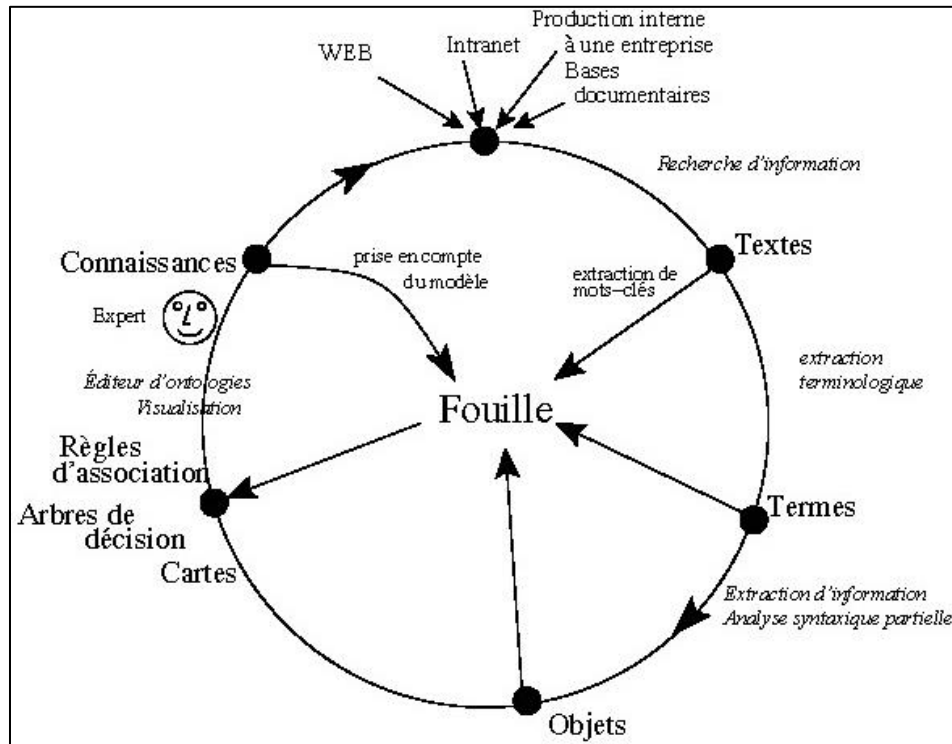 Production interne
à une entreprise
WEB
Intranet
Bases
documentaires
Recherche d'information
Connaissances
prise en compte
du modèle
extraction de
mots-clés
Textes
Expert
extraction
terminologique
Éditeur d'ontologies
Visualisation
Fouille
Règles
d'association
Arbres de
décision
Cartes
Termes
Extraction d'information
Analyse syntaxique partielle
Objets